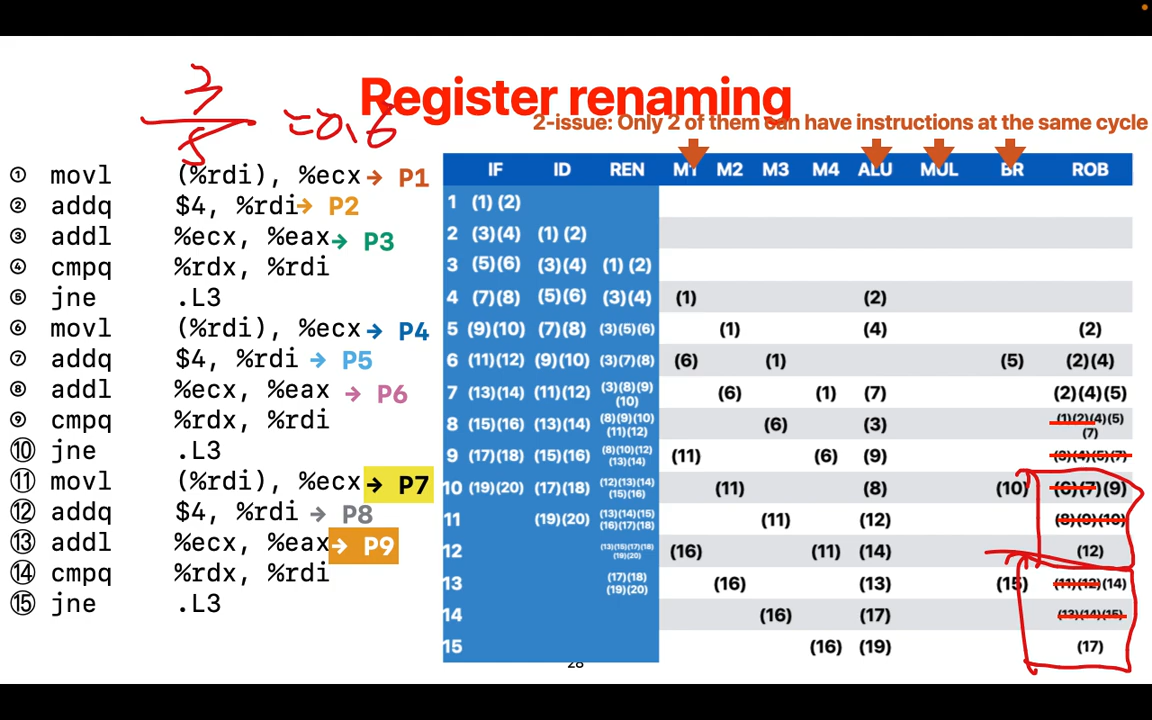 3
5
=0.6
Register renaming
2-issue: Only 2 of them can have instructions at the same cycle
① movl (%rdi), %ecx → P1
② addq $4, %rdi → P2
③ addl %ecx, %eax → P3
④ cmpq %rdx, %rdi
⑤ jne .L3
⑥ movl (%rdi), %ecx → P4
⑦ addq $4, %rdi → P5
⑧ addl %ecx, %eax → P6
⑨ cmpq %rdx, %rdi
⑩ jne .L3
⑪ movl (%rdi), %ecx → P7
⑫ addq $4, %rdi → P8
⑬ addl %ecx, %eax → P9
⑭ cmpq %rdx, %rdi
⑮ jne .L3
IF ID REN M1 M2 M3 M4 ALU MUL BR ROB
1 (1) (2)
2 (3)(4) (1) (2)
3 (5)(6) (3)(4) (1) (2)
4 (7)(8) (5)(6) (3)(4) (1) (2)
5 (9)(10) (7)(8) (3)(5)(6) (1) (4) (2)
6 (11)(12) (9)(10) (3)(7)(8) (6) (1) (5) (2)(4)
7 (13)(14) (11)(12) (3)(8)(9) (10) (6) (1) (7) (2)(4)(5)
8 (15)(16) (13)(14) (8)(9)(10) (11)(12) (6) (3) (1)(2)(4)(5) (7)
9 (17)(18) (15)(16) (8)(10)(12) (13)(14) (11) (6) (9) (3)(4)(5)(7)
10 (19)(20) (17)(18) (12)(13)(14) (15)(16) (11) (8) (10) (6)(7)(9)
11 (19)(20) (13)(14)(15) (16)(17)(18) (11) (12) (8)(9)(10)
12 (13)(15)(17)(18) (19)(20) (16) (11) (14) (12)
13 (17)(18) (19)(20) (16) (13) (15) (11)(12)(14)
14 (16) (17) (13)(14)(15)
15 (16) (19) (17)
28